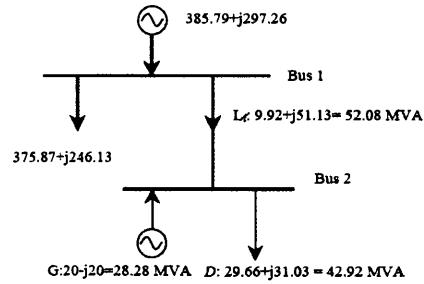 385.79+j297.26
Bus 1
Lf: 9.92+j51.13= 52.08 MVA
375.87+j246.13
Bus 2
G:20-j20=28.28 MVA
D: 29.66+j31.03 = 42.92 MVA